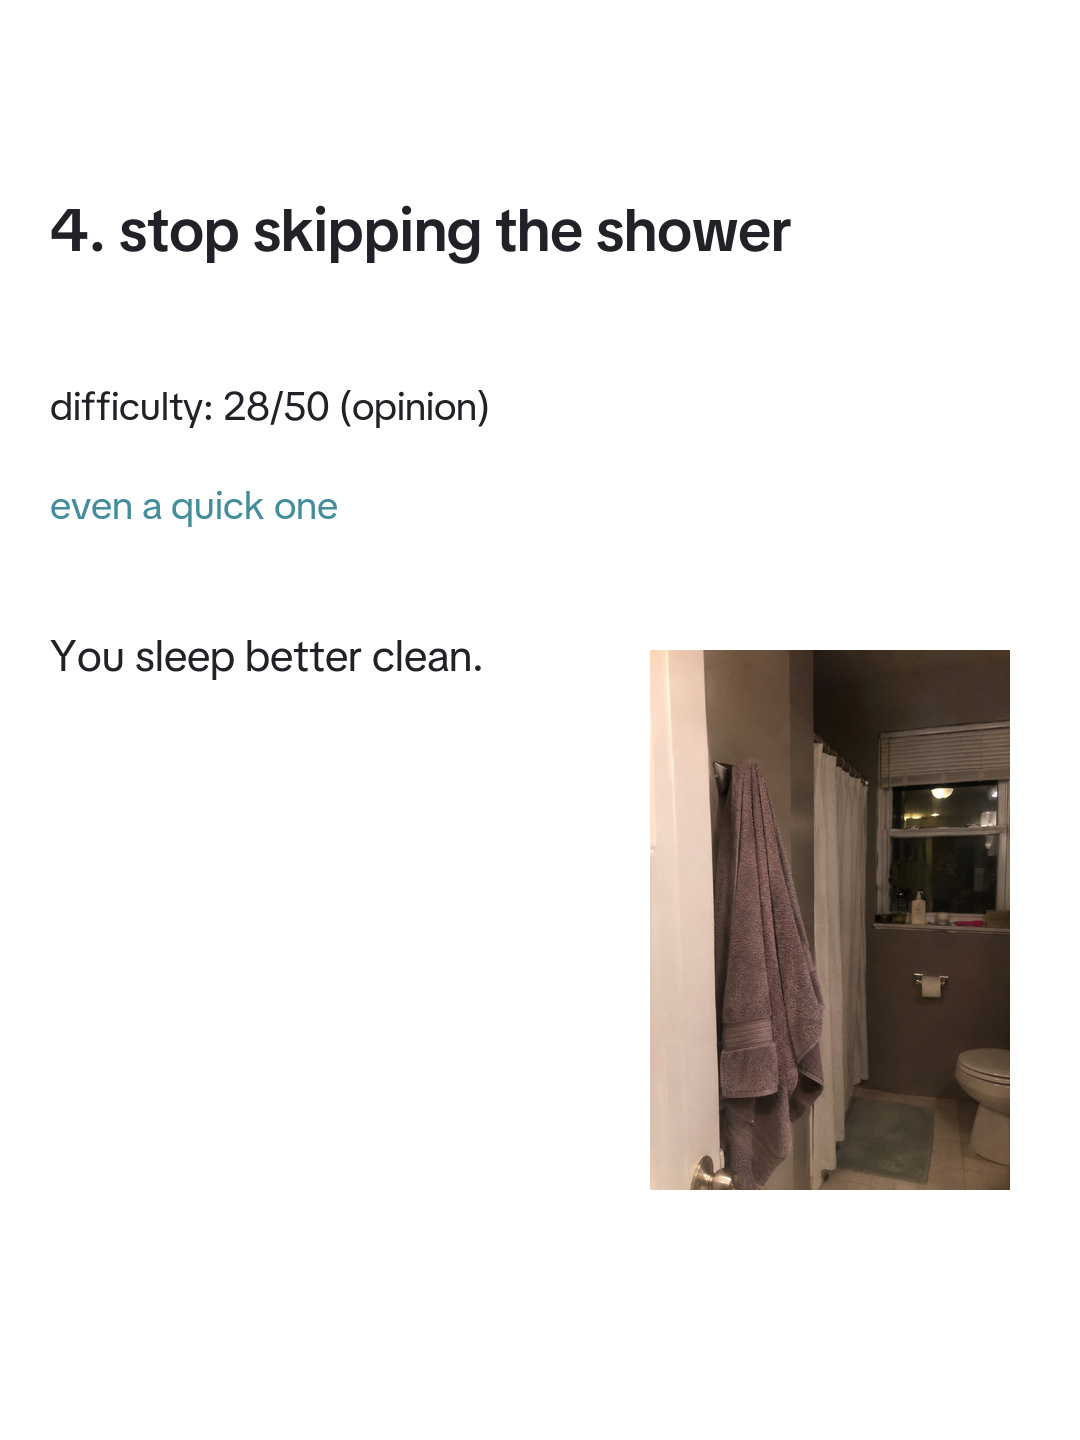 4. stop skipping the shower
difficulty: 28/50 (opinion)
even a quick one
You sleep better clean.